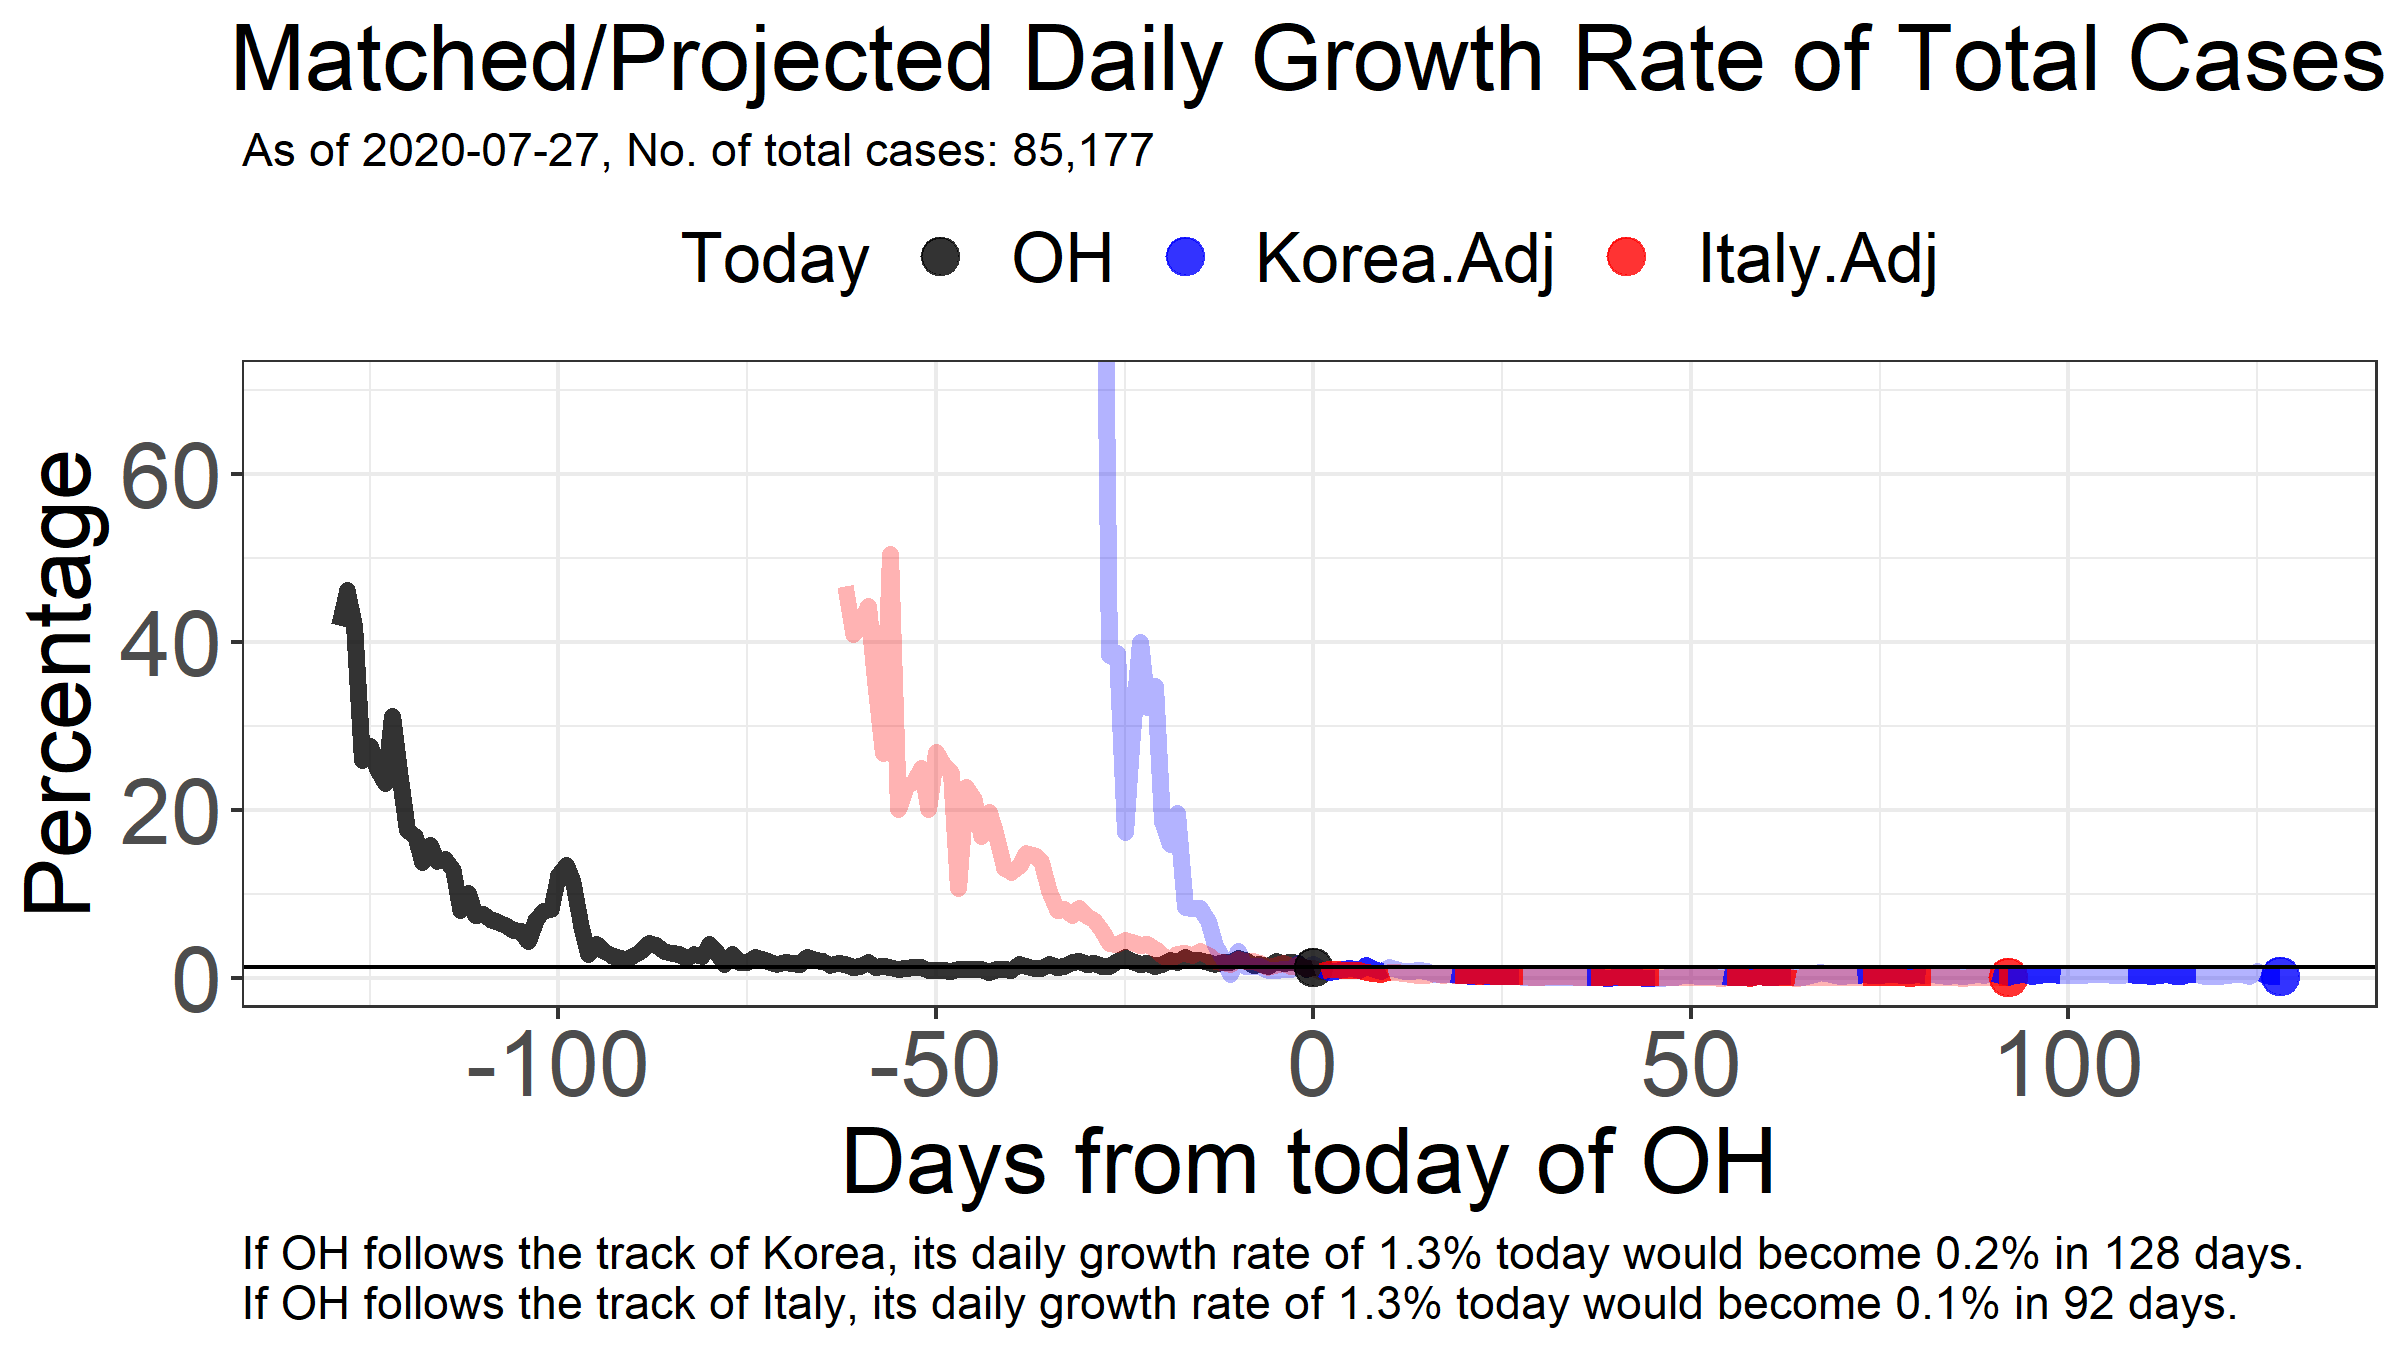 Matched/Projected Daily Growth Rate of Total Cases
As of 2020-07-27, No. of total cases: 85,177
Today OH Korea.Adj Italy.Adj
Percentage
60
40
20
0
-100 -50 0 50 100
Days from today of OH
If OH follows the track of Korea, its daily growth rate of 1.3% today would become 0.2% in 128 days.
If OH follows the track of Italy, its daily growth rate of 1.3% today would become 0.1% in 92 days.